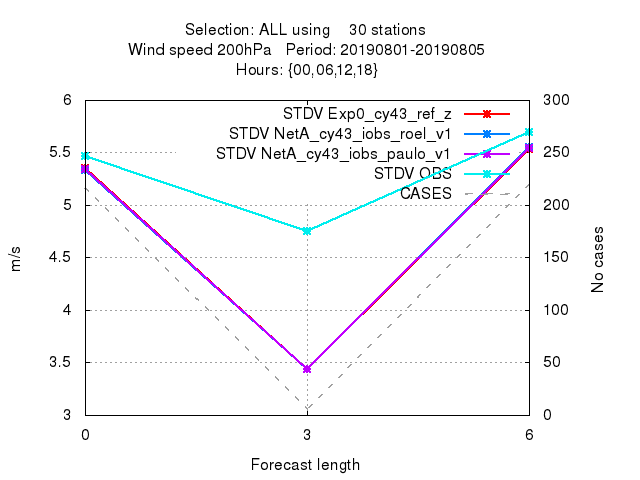 Selection: ALL using    30 stations
Wind speed 200hPa   Period: 20190801-20190805
Hours: {00,06,12,18}
6
300
STDV Exp0_cy43_ref_z
STDV NetA_cy43_iobs_roel_v1
5.5
STDV NetA_cy43_iobs_paulo_v1
250
STDV OBS
CASES
5
200
m/s
4.5
150
No cases
4
100
3.5
50
3
0
0
3
6
Forecast length